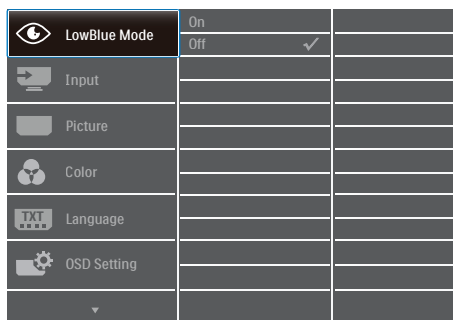 LowBlue Mode
On
Off
Input
Picture
Color
TXT
Language
OSD Setting